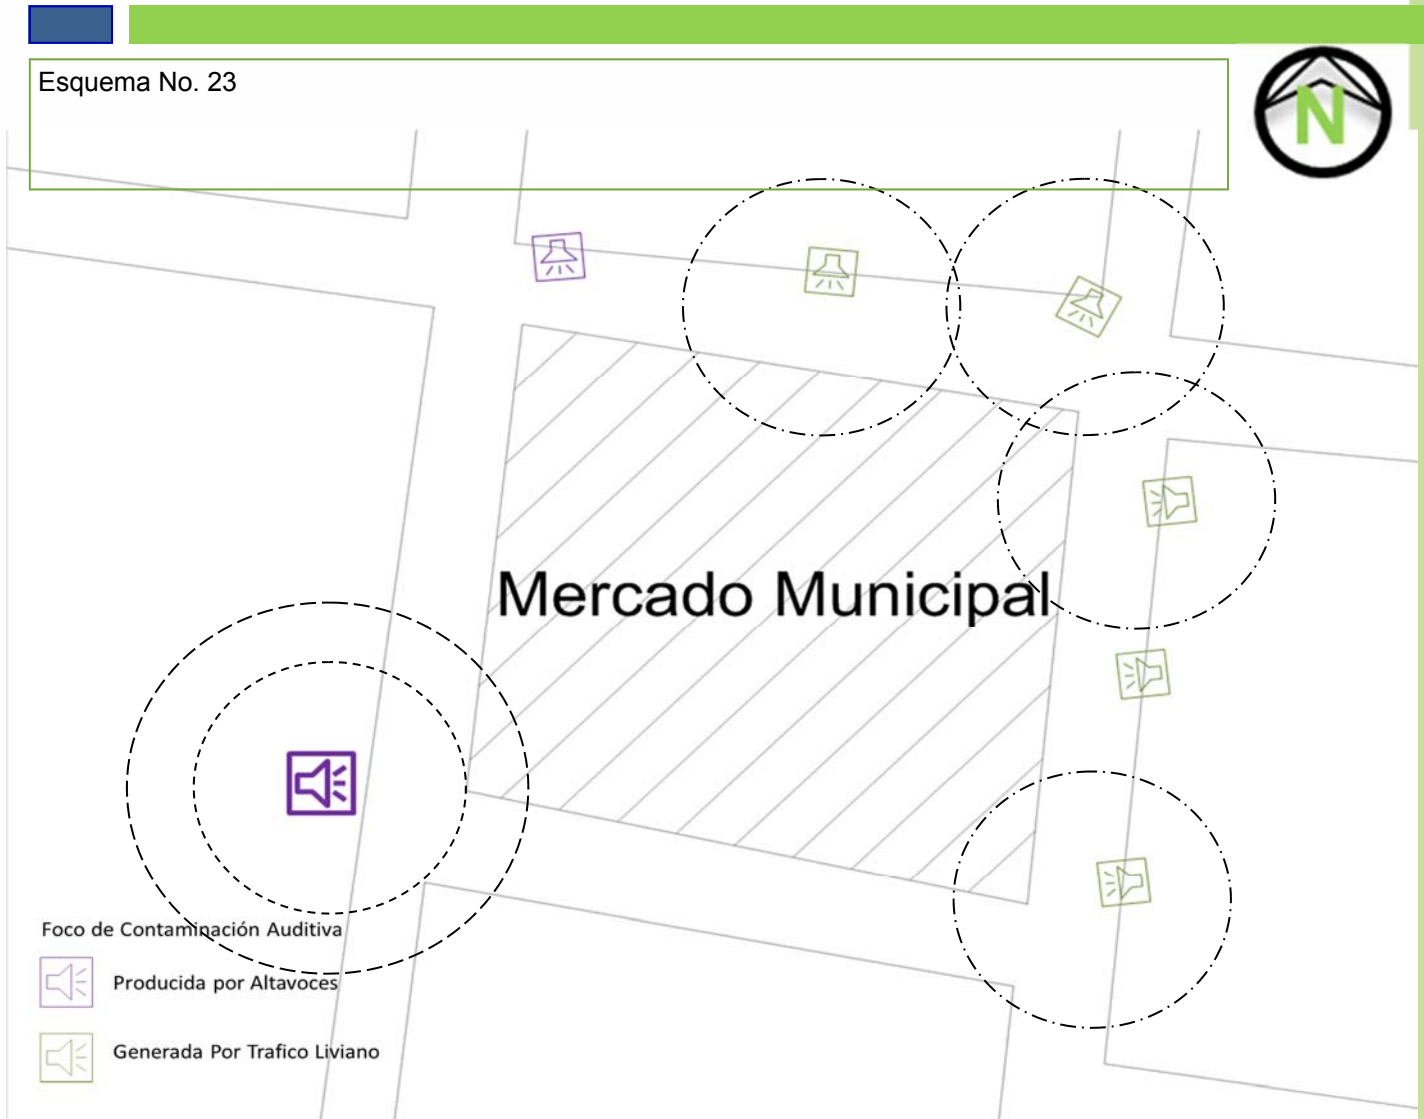 Esquema No. 23
N
Mercado Municipal
Foco de Contaminación Auditiva
Producida por Altavoces
Generada Por Trafico Liviano